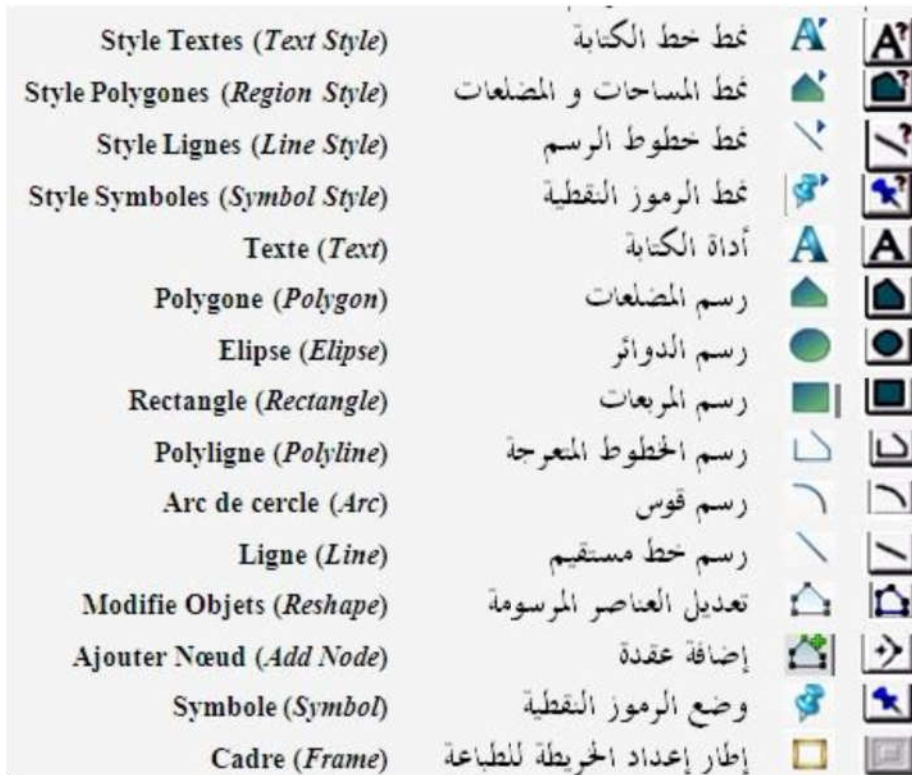 Style Textes (Text Style) نمط خط الكتابة
Style Polygones (Region Style) نمط المساحات و المضلعات
Style Lignes (Line Style) نمط خطوط الرسم
Style Symboles (Symbol Style) نمط الرموز النقطية
Texte (Text) أداة الكتابة
Polygone (Polygon) رسم المضلعات
Elipse (Elipse) رسم الدوائر
Rectangle (Rectangle) رسم المربعات
Polyligne (Polyline) رسم الخطوط المتعرجة
Arc de cercle (Arc) رسم قوس
Ligne (Line) رسم خط مستقيم
Modifie Objets (Reshape) تعديل العناصر المرسومة
Ajouter Nœud (Add Node) إضافة عقدة
Symbole (Symbol) وضع الرموز النقطية
Cadre (Frame) إطار إعداد الخريطة للطباعة